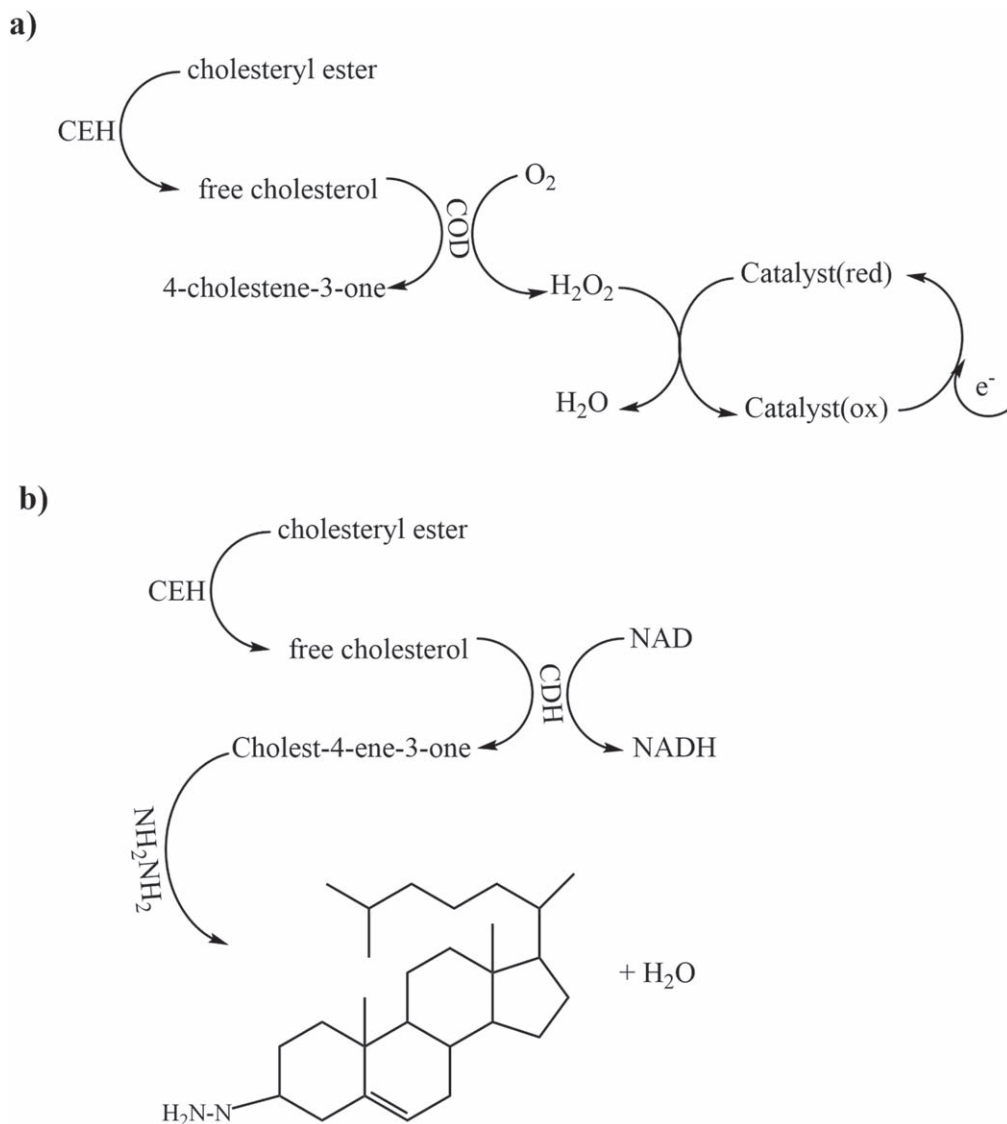 a)
cholesteryl ester
CEH
free cholesterol
COD
O₂
4-cholestene-3-one
H₂O₂
Catalyst(red)
H₂O
Catalyst(ox)
e⁻
b)
cholesteryl ester
CEH
free cholesterol
CDH
NAD
Cholest-4-ene-3-one
NADH
NH₂NH₂
+ H₂O
H₂N-N